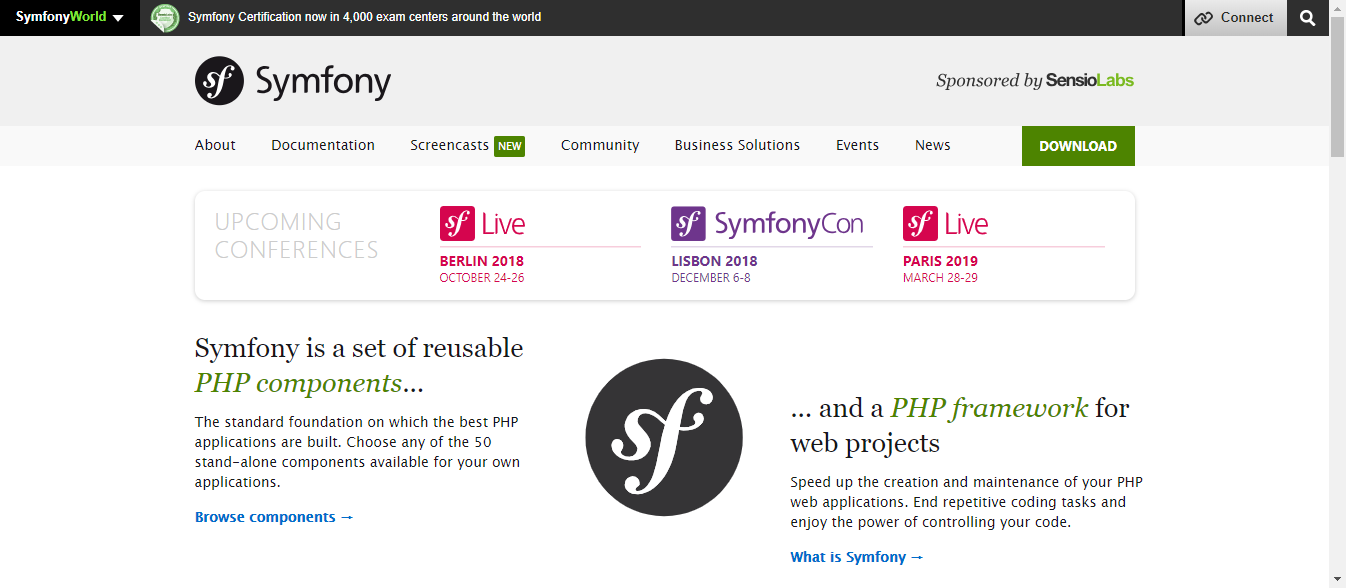 SymfonyWorld
Symfony Certification now in 4,000 exam centers around the world
Connect
sf Symfony
Sponsored by SensioLabs
About
Documentation
Screencasts NEW
Community
Business Solutions
Events
News
DOWNLOAD
UPCOMING
CONFERENCES
sf Live
BERLIN 2018
OCTOBER 24-26
sf SymfonyCon
LISBON 2018
DECEMBER 6-8
sf Live
PARIS 2019
MARCH 28-29
Symfony is a set of reusable
PHP components...
The standard foundation on which the best PHP
applications are built. Choose any of the 50
stand-alone components available for your own
applications.
Browse components →
sf
... and a PHP framework for
web projects
Speed up the creation and maintenance of your PHP
web applications. End repetitive coding tasks and
enjoy the power of controlling your code.
What is Symfony →